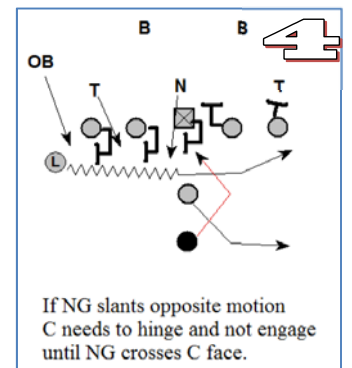 B B 4
OB
T N T
L
If NG slants opposite motion
C needs to hinge and not engage
until NG crosses C face.